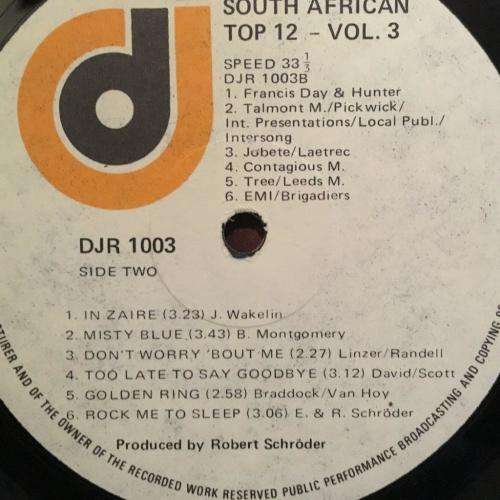 SOUTH AFRICAN
TOP 12 - VOL. 3
SPEED 33 1/3
DJR 1003B
1. Francis Day & Hunter
2. Talmont M./Pickwick/
Int. Presentations/Local Publ./
Intersong
3. Jobete/Laetrec
4. Contagious M.
5. Tree/Leeds M.
6. EMI/Brigadiers
dj
DJR 1003
SIDE TWO
1. IN ZAIRE (3.23) J. Wakelin
2. MISTY BLUE (3.43) B. Montgomery
3. DON'T WORRY 'BOUT ME (2.27) Linzer/Randell
4. TOO LATE TO SAY GOODBYE (3.12) David/Scott
5. GOLDEN RING (2.58) Braddock/Van Hoy
6. ROCK ME TO SLEEP (3.06) E. & R. Schröder
Produced by Robert Schröder
AND OF THE OWNER OF THE RECORDED WORK RESERVED PUBLIC PERFORMANCE BROADCASTING AND COPYING